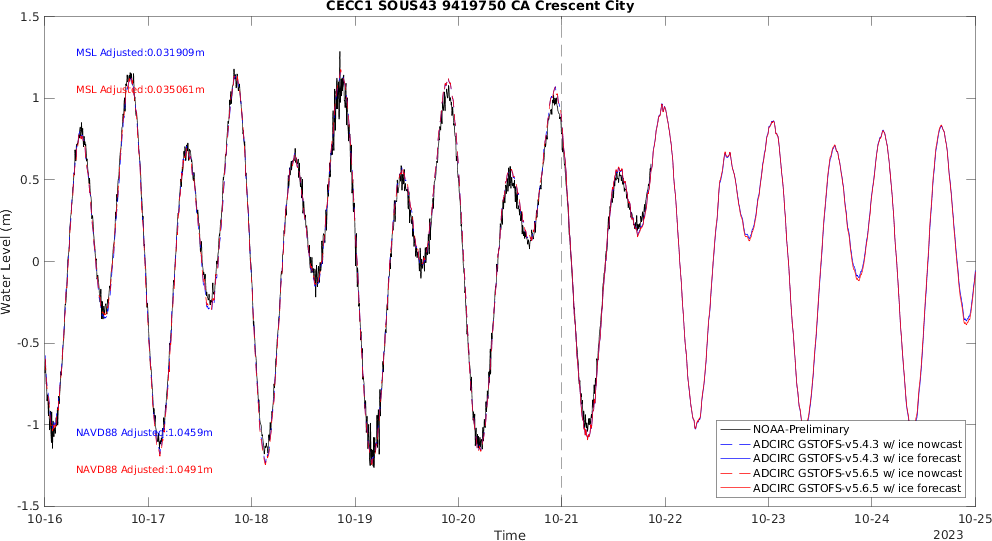 CECC1 SOUS43 9419750 CA Crescent City
1.5
1
0.5
0
-0.5
-1
-1.5
Water Level (m)
MSL Adjusted:0.031909m
MSL Adjusted:0.035061m
NAVD88 Adjusted:1.0459m
NAVD88 Adjusted:1.0491m
NOAA-Preliminary
ADCIRC GSTOFS-v5.4.3 w/ ice nowcast
ADCIRC GSTOFS-v5.4.3 w/ ice forecast
ADCIRC GSTOFS-v5.6.5 w/ ice nowcast
ADCIRC GSTOFS-v5.6.5 w/ ice forecast
10-16 10-17 10-18 10-19 10-20 10-21 10-22 10-23 10-24 10-25
Time
2023